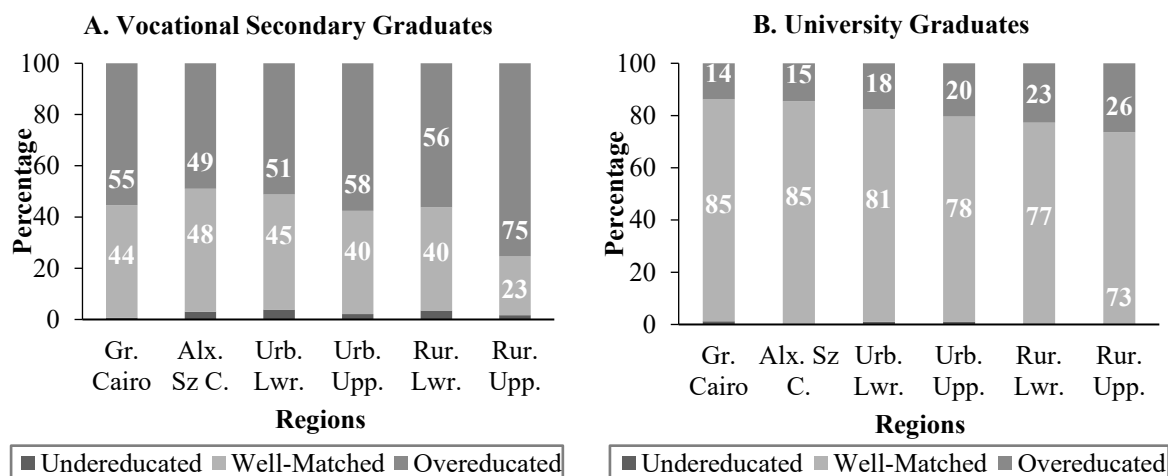 A. Vocational Secondary Graduates
Percentage
100
80
60
40
20
0
55 49 51 58 56 75
44 48 45 40 40 23
Gr. Alx. Urb. Urb. Rur. Rur.
Cairo Sz C. Lwr. Upp. Lwr. Upp.
Regions
Undereducated Well-Matched Overeducated
B. University Graduates
Percentage
100
80
60
40
20
0
14 15 18 20 23 26
85 85 81 78 77 73
Gr. Alx. Sz Urb. Urb. Rur. Rur.
Cairo C. Lwr. Upp. Lwr. Upp.
Regions
Undereducated Well-Matched Overeducated